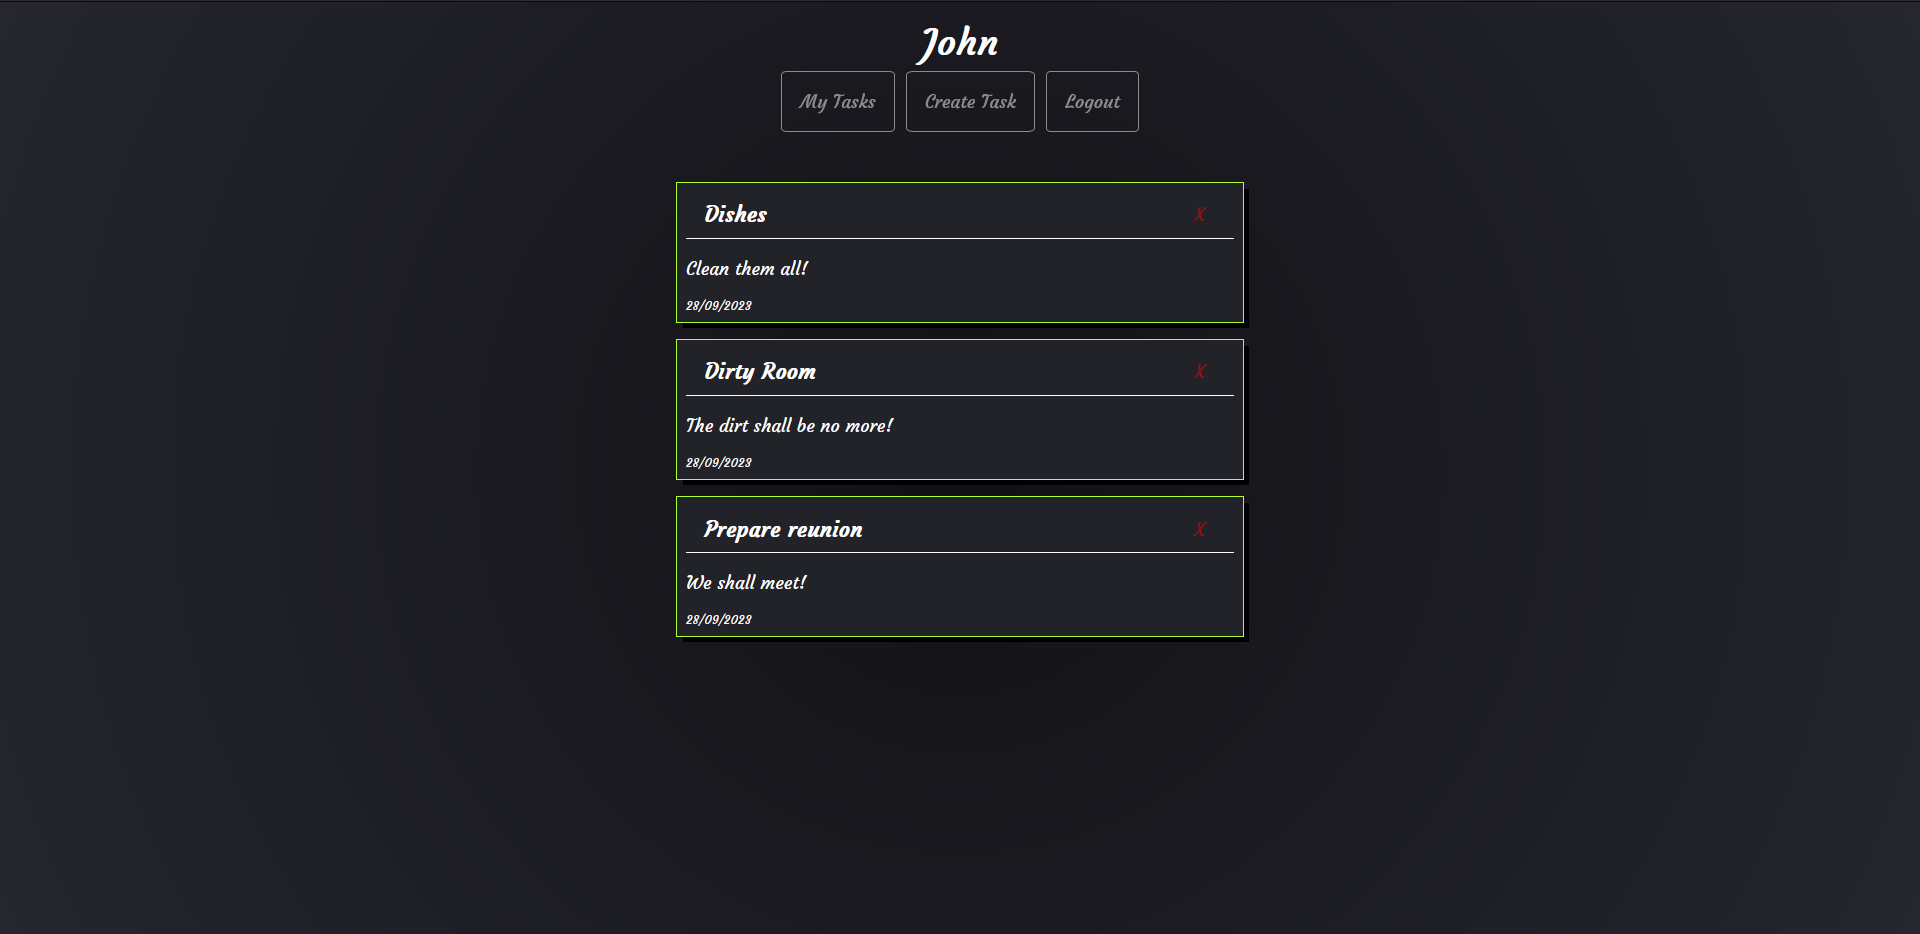 John
My Tasks Create Task Logout
Dishes X
Clean them all!
28/09/2023
Dirty Room X
The dirt shall be no more!
28/09/2023
Prepare reunion X
We shall meet!
28/09/2023